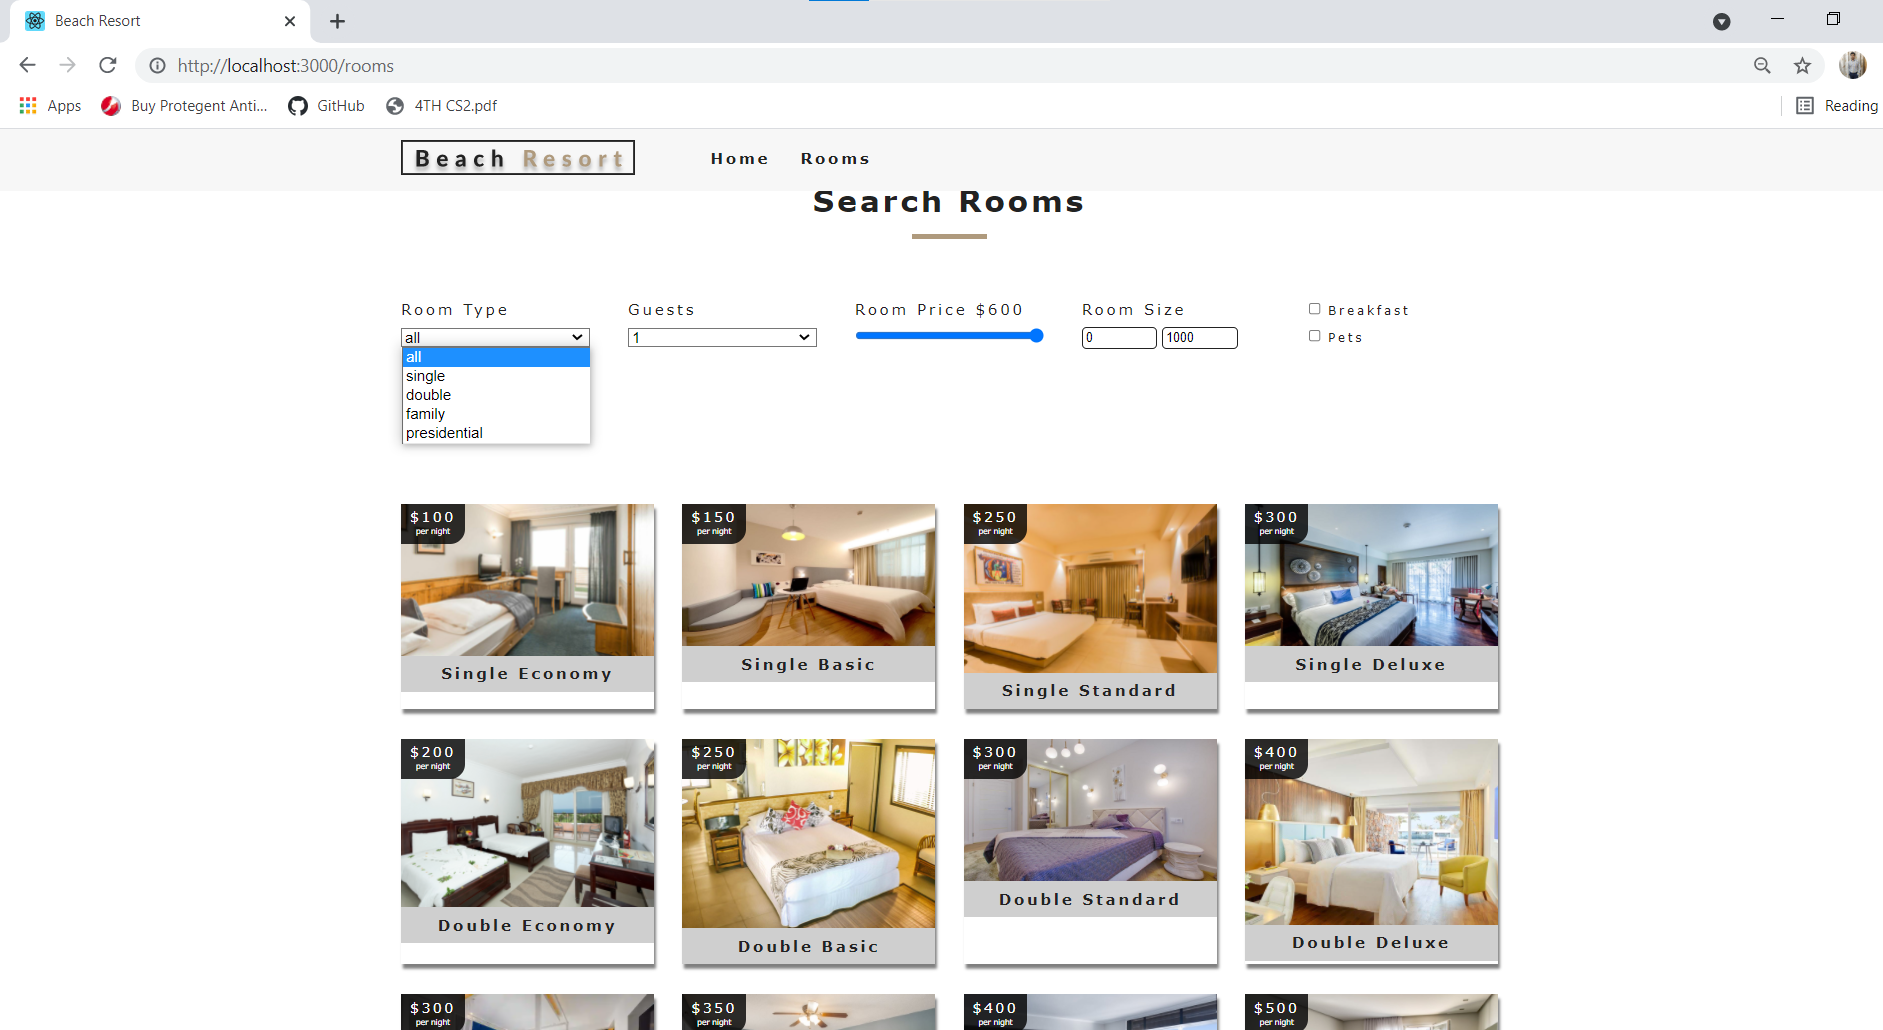 Beach Resort
http://localhost:3000/rooms
Apps
Buy Protegent Anti...
GitHub
4TH CS2.pdf
Reading
Beach Resort
Home
Rooms
Search Rooms
Room Type
Guests
Room Price $600
Room Size
Breakfast
all
1
0
1000
Pets
all
single
double
family
presidential
$100
per night
$150
per night
$250
per night
$300
per night
Single Economy
Single Basic
Single Standard
Single Deluxe
$200
per night
$250
per night
$300
per night
$400
per night
Double Economy
Double Basic
Double Standard
Double Deluxe
$300
per night
$350
per night
$400
per night
$500
per night